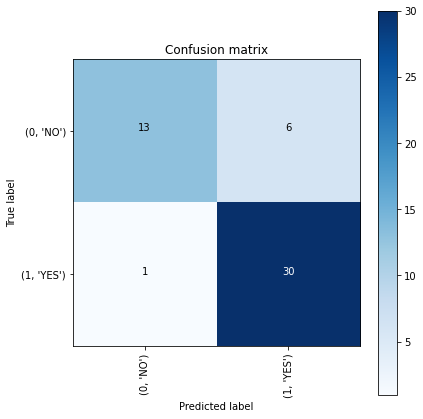 Confusion matrix
True label
(0, 'NO')
13
6
(1, 'YES')
1
30
(0, 'NO')
(1, 'YES')
Predicted label
30
25
20
15
10
5